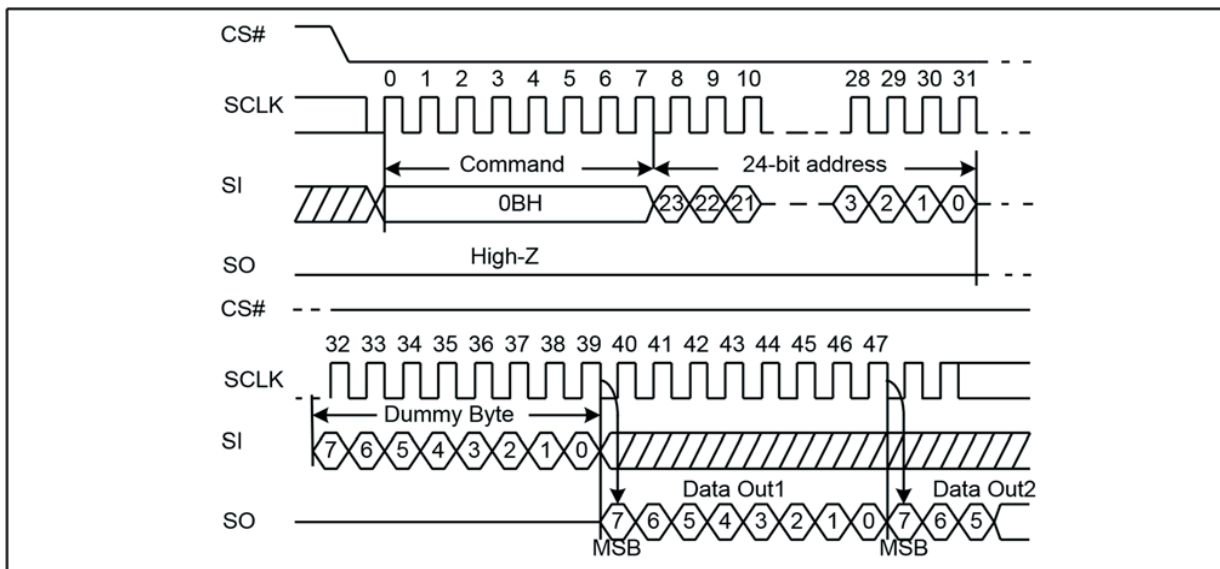 CS#
0 1 2 3 4 5 6 7 8 9 10 28 29 30 31
SCLK
Command 24-bit address
SI
0BH 23 22 21 3 2 1 0
High-Z
SO
CS#
32 33 34 35 36 37 38 39 40 41 42 43 44 45 46 47
SCLK
Dummy Byte
SI
7 6 5 4 3 2 1 0
Data Out1 Data Out2
SO
7 6 5 4 3 2 1 0 7 6 5
MSB MSB